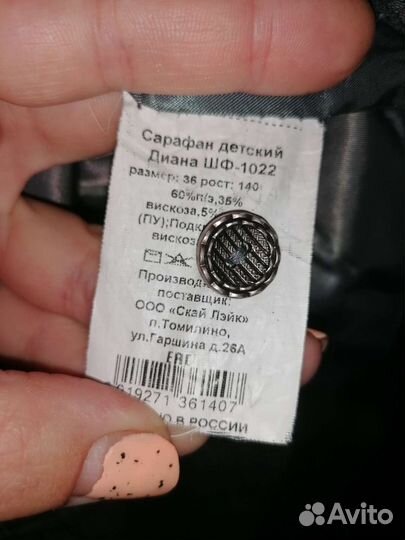 Сарафан детский
Диана ШФ-1022
размер: 36 рост: 140
60%п/э,35%
вискоза,5%
(ПУ);Подк
вискоз
Производ
поставщик:
ООО «Скай Лэйк»
п.Томилино,
ул.Гаршина д.26А
EAC
619271 361407
В РОССИИ
Avito